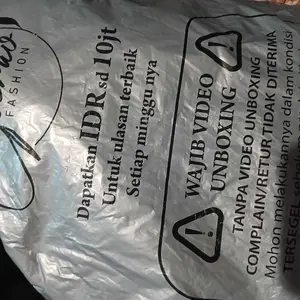 FASHION
Dapatkan IDR sd 10jt
Untuk ulasan terbaik
Setiap minggu nya
WAJIB VIDEO
UNBOXING
TANPA VIDEO UNBOXING
COMPLAIN/RETUR TIDAK DITERIMA
Mohon melakukannya dalam kondisi
TERSEGEL